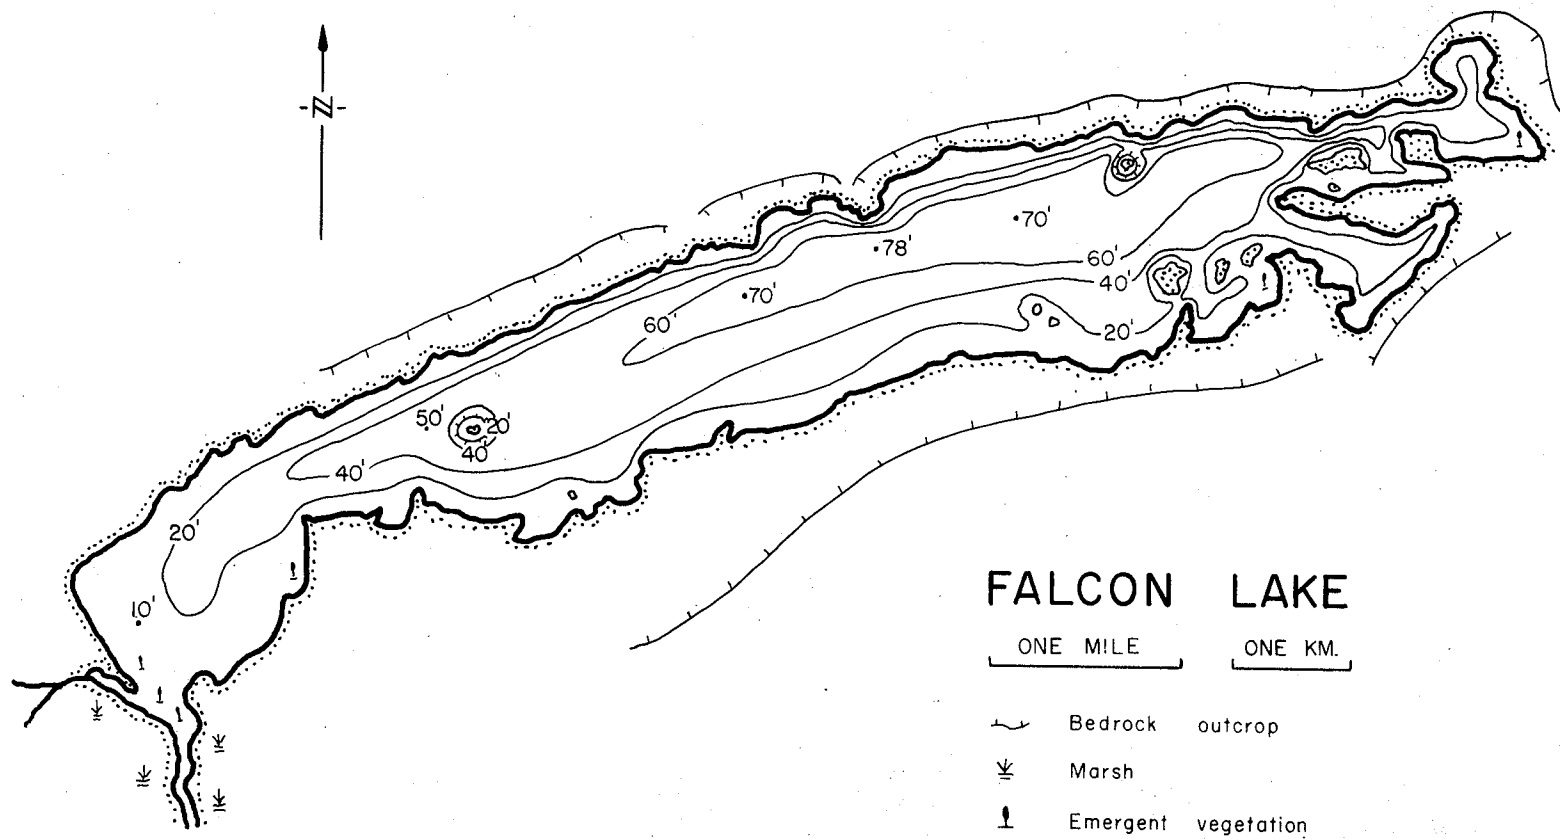 N
70'
78'
60'
70'
40'
60'
20'
50'
20'
40'
40'
20'
10'
FALCON LAKE
ONE MILE ONE KM.
Bedrock outcrop
Marsh
Emergent vegetation